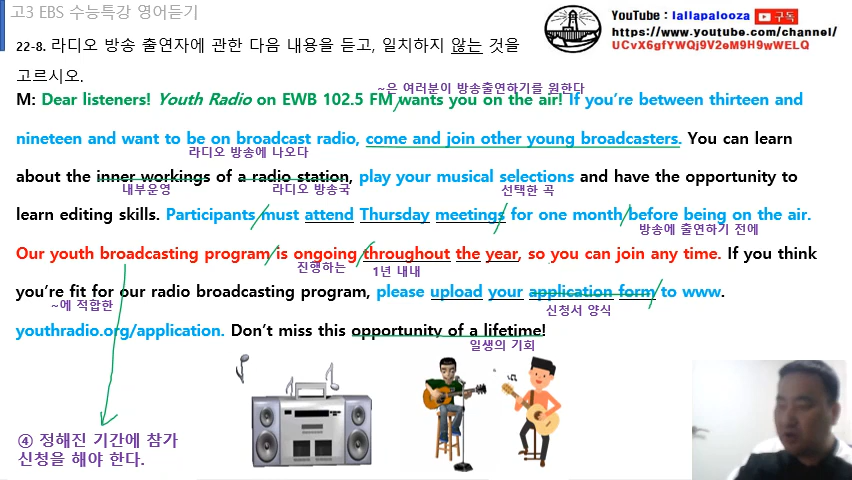 고3 EBS 수능특강 영어듣기
YouTube : lallapalooza 구독
https://www.youtube.com/channel/
UCvX6gfYWQj9V2eM9H9wWELQ
22-8. 라디오 방송 출연자에 관한 다음 내용을 듣고, 일치하지 않는 것을
고르시오.
~은 여러분이 방송출연하기를 원한다
M: Dear listeners! Youth Radio on EWB 102.5 FM wants you on the air! If you’re between thirteen and
nineteen and want to be on broadcast radio, come and join other young broadcasters. You can learn
라디오 방송에 나오다
about the inner workings of a radio station, play your musical selections and have the opportunity to
내부운영 라디오 방송국 선택한 곡
learn editing skills. Participants must attend Thursday meetings for one month before being on the air.
방송에 출연하기 전에
Our youth broadcasting program is ongoing throughout the year, so you can join any time. If you think
진행하는 1년 내내
you’re fit for our radio broadcasting program, please upload your application form to www.
~에 적합한 신청서 양식
youthradio.org/application. Don’t miss this opportunity of a lifetime!
일생의 기회
④ 정해진 기간에 참가
신청을 해야 한다.